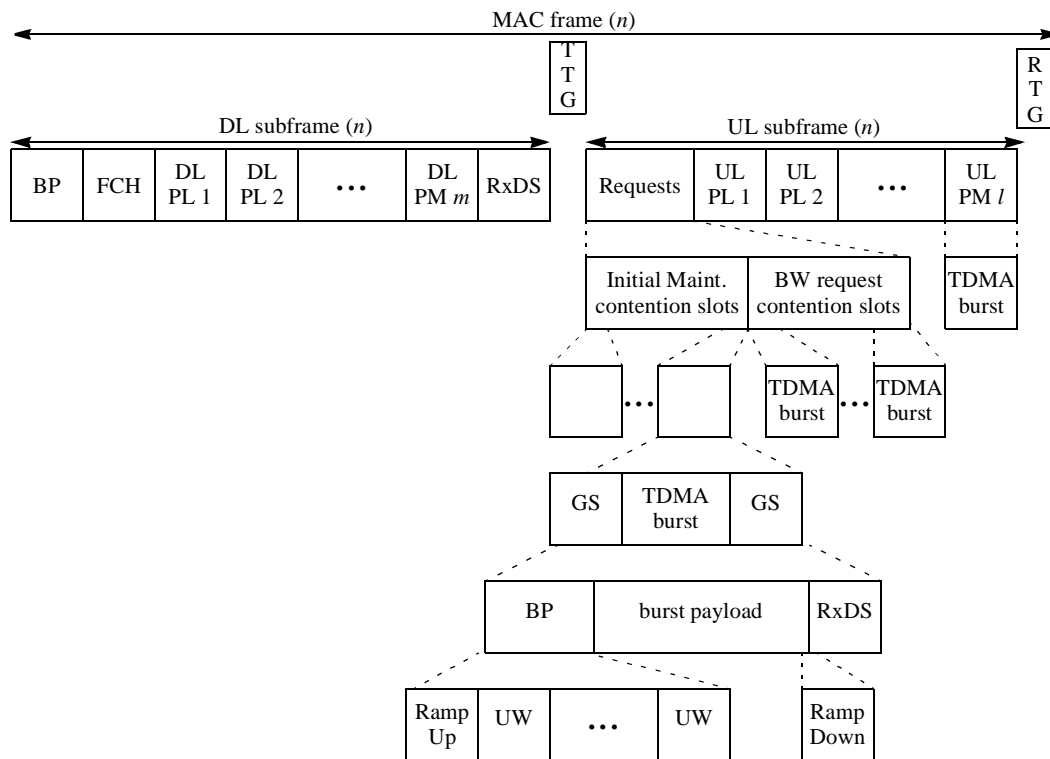 MAC frame (n)
T
T
G
R
T
G
DL subframe (n)
UL subframe (n)
BP
FCH
DL
PL 1
DL
PL 2
•••
DL
PM m
RxDS
Requests
UL
PL 1
UL
PL 2
•••
UL
PM l
Initial Maint.
contention slots
BW request
contention slots
TDMA
burst
•••
TDMA
burst
•••
TDMA
burst
GS
TDMA
burst
GS
BP
burst payload
RxDS
Ramp
Up
UW
•••
UW
Ramp
Down